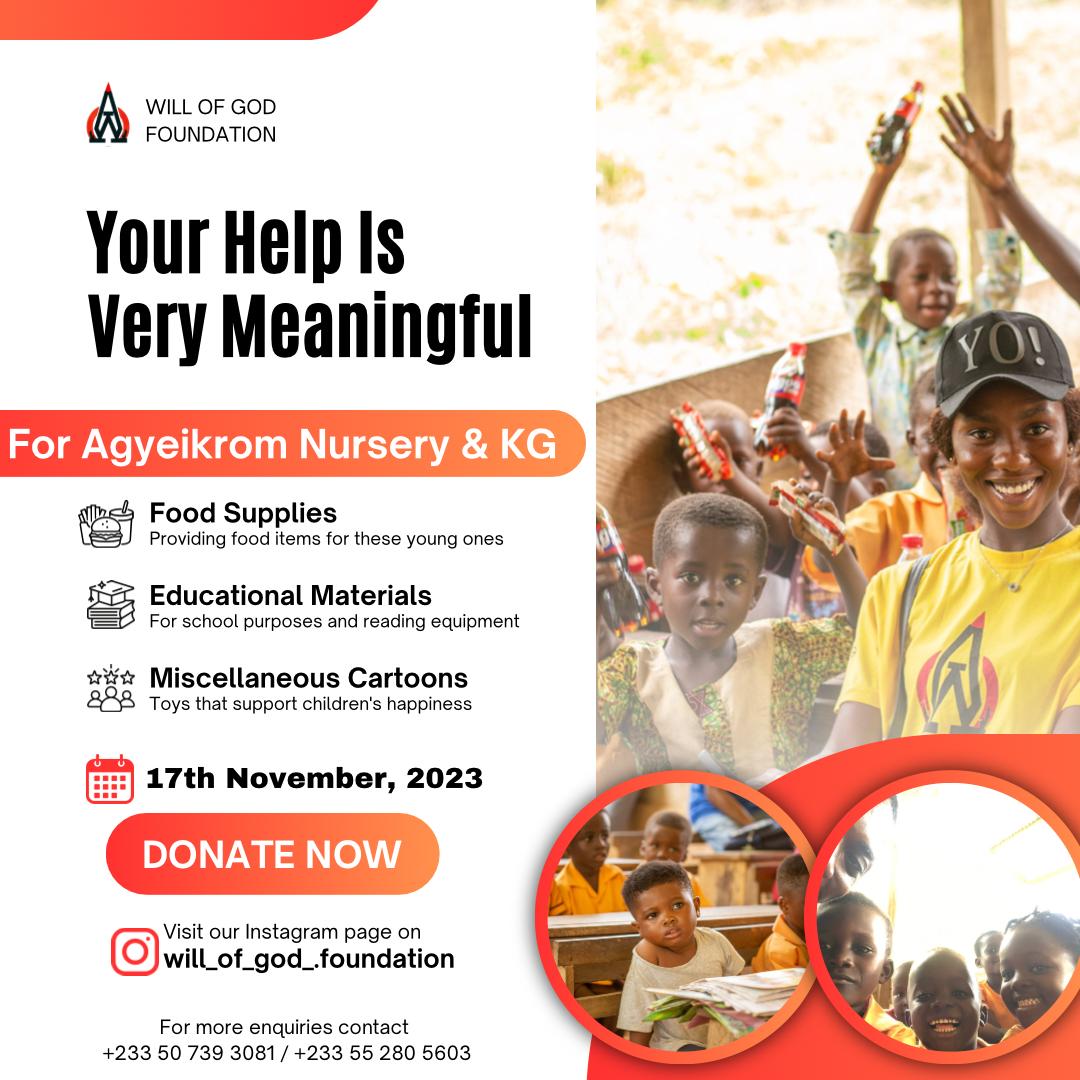 WILL OF GOD
FOUNDATION
Your Help Is
Very Meaningful
For Agyeikrom Nursery & KG
Food Supplies
Providing food items for these young ones
Educational Materials
For school purposes and reading equipment
Miscellaneous Cartoons
Toys that support children's happiness
17th November, 2023
DONATE NOW
Visit our Instagram page on
will_of_god_.foundation
For more enquiries contact
+233 50 739 3081 / +233 55 280 5603
YO!